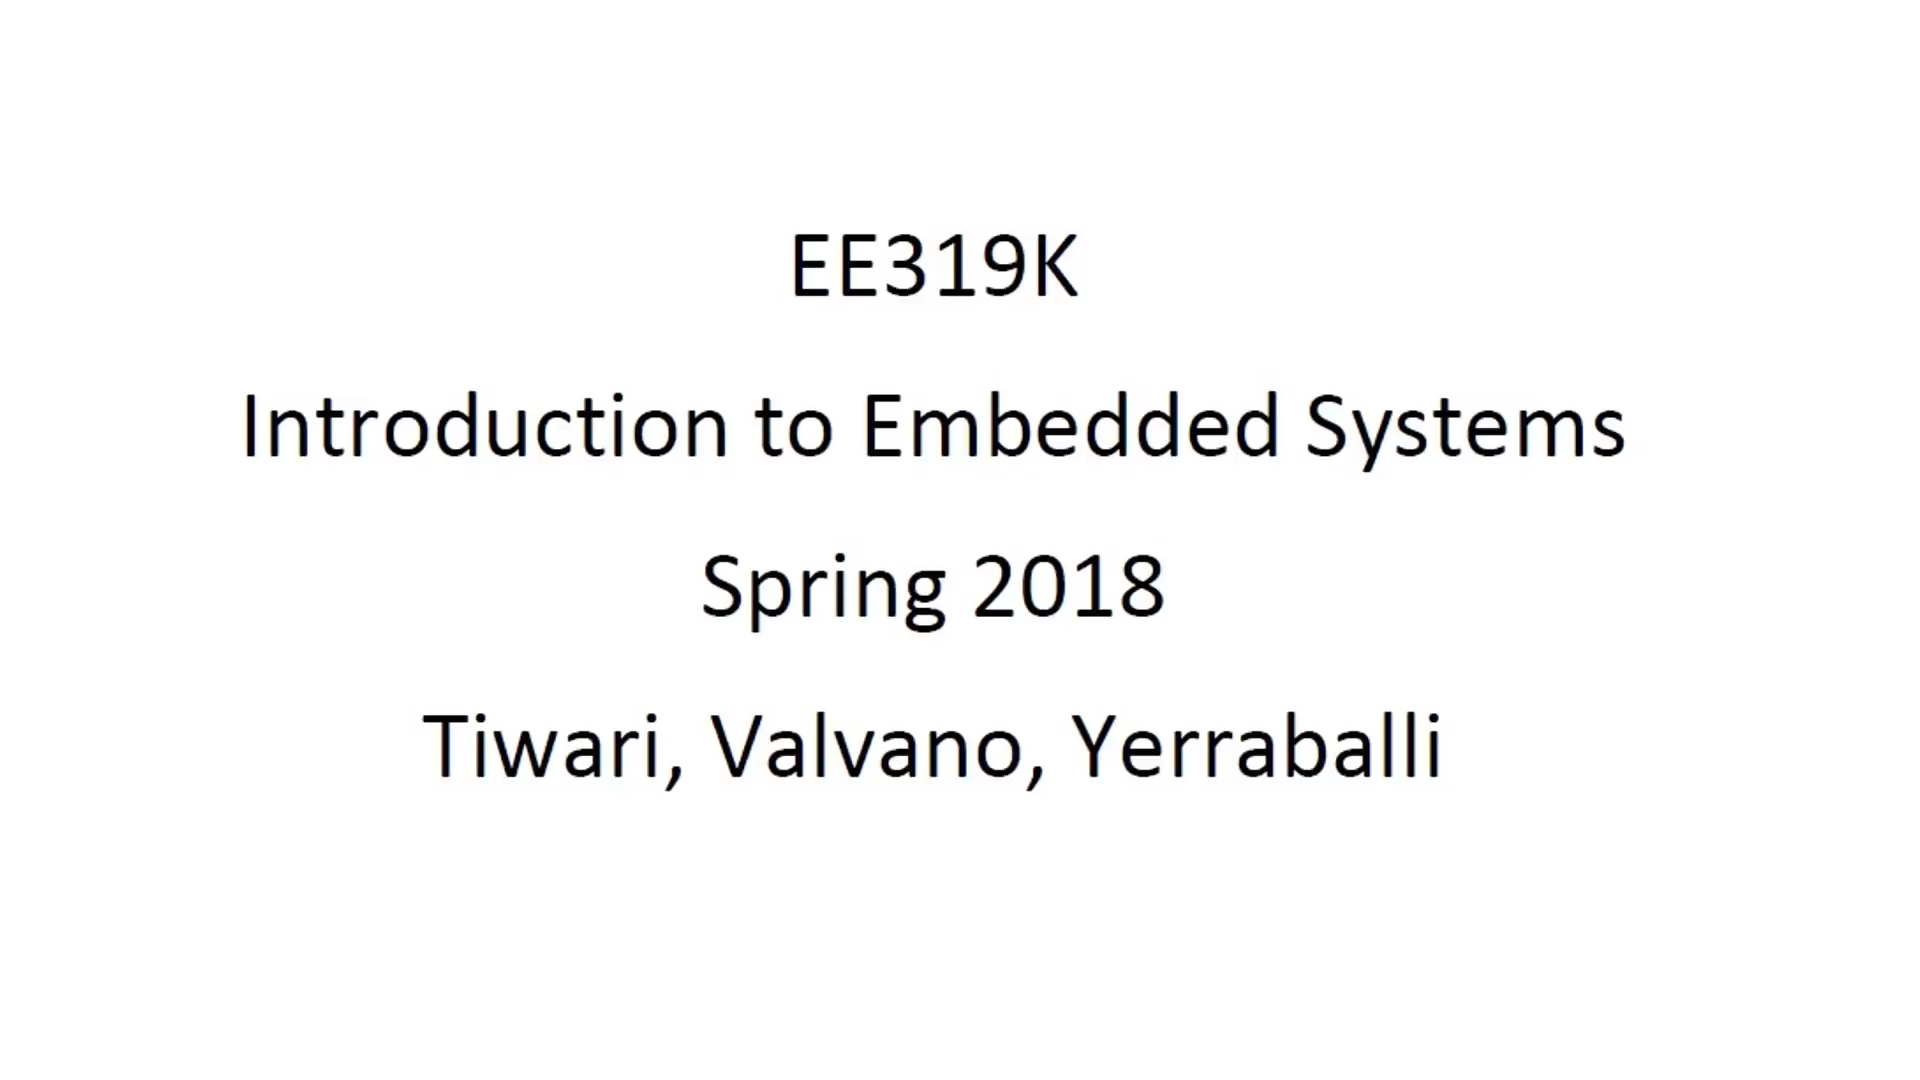 EE319K
Introduction to Embedded Systems
Spring 2018
Tiwari, Valvano, Yerraballi